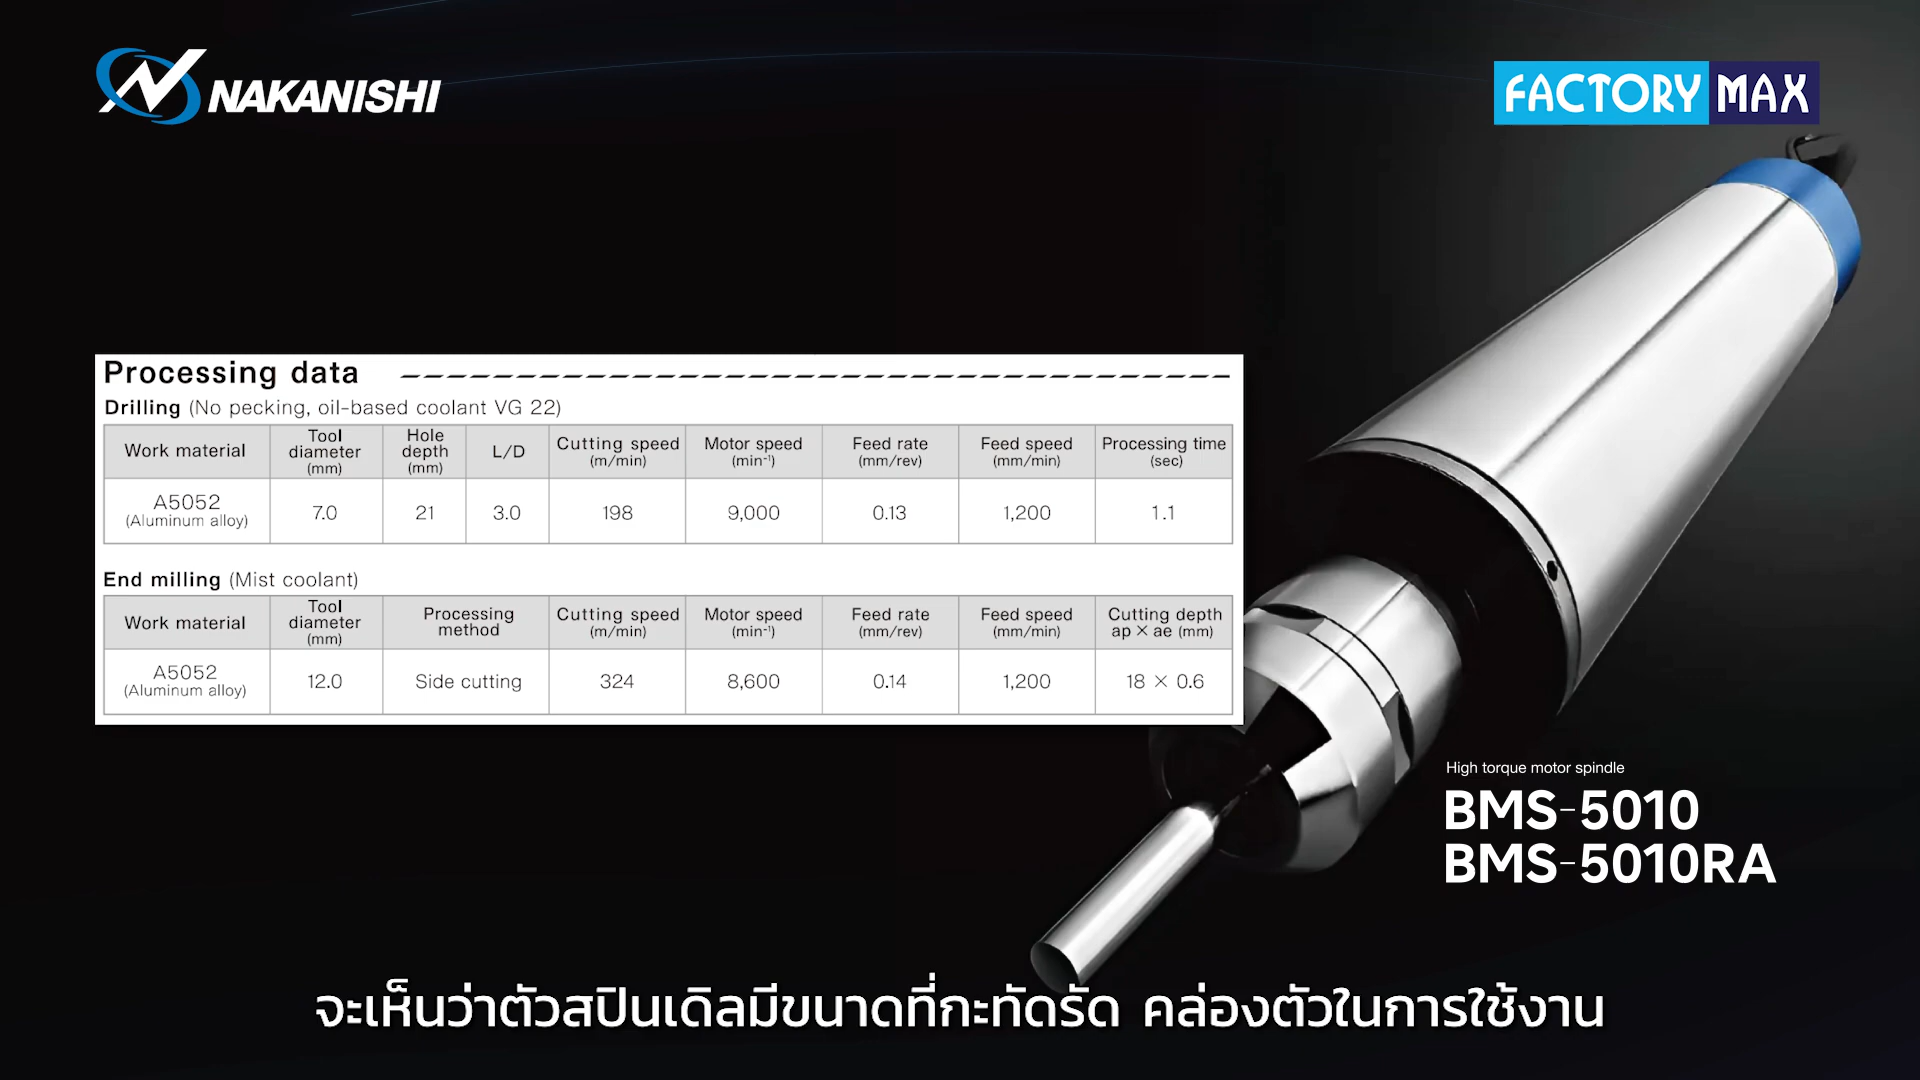 NAKANISHI
FACTORY MAX
Processing data
Drilling (No pecking, oil-based coolant VG 22)
Work material Tool diameter (mm) Hole depth (mm) L/D Cutting speed (m/min) Motor speed (min⁻¹) Feed rate (mm/rev) Feed speed (mm/min) Processing time (sec)
A5052 (Aluminum alloy) 7.0 21 3.0 198 9,000 0.13 1,200 1.1
End milling (Mist coolant)
Work material Tool diameter (mm) Processing method Cutting speed (m/min) Motor speed (min⁻¹) Feed rate (mm/rev) Feed speed (mm/min) Cutting depth ap × ae (mm)
A5052 (Aluminum alloy) 12.0 Side cutting 324 8,600 0.14 1,200 18 × 0.6
High torque motor spindle
BMS-5010
BMS-5010RA
จะเห็นว่าตัวสปินเดิลมีขนาดที่กะทัดรัด คล่องตัวในการใช้งาน